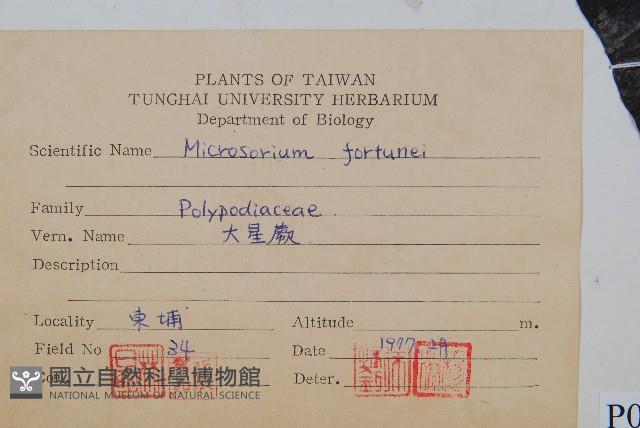 PLANTS OF TAIWAN
TUNGHAI UNIVERSITY HERBARIUM
Department of Biology
Scientific Name Microsorium fortunei
Family Polypodiaceae
Vern. Name 大星蕨
Description
Locality 東埔
Altitude m.
Field No 34
Date 1977
Deter.
國立自然科學博物館
NATIONAL MUSEUM OF NATURAL SCIENCE
P0